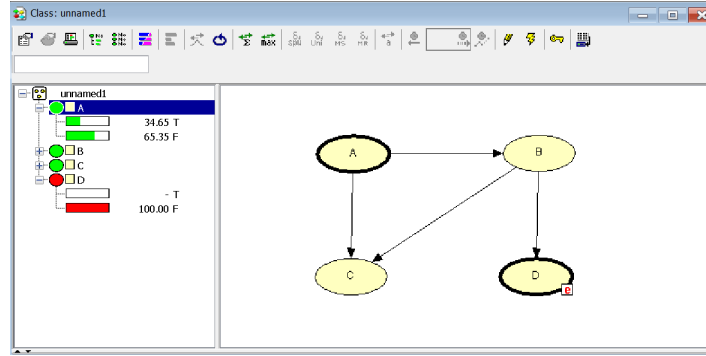 Class: unnamed1
unnamed1
A
34.65 T
65.35 F
B
C
D
- T
100.00 F
A
B
C
D
e